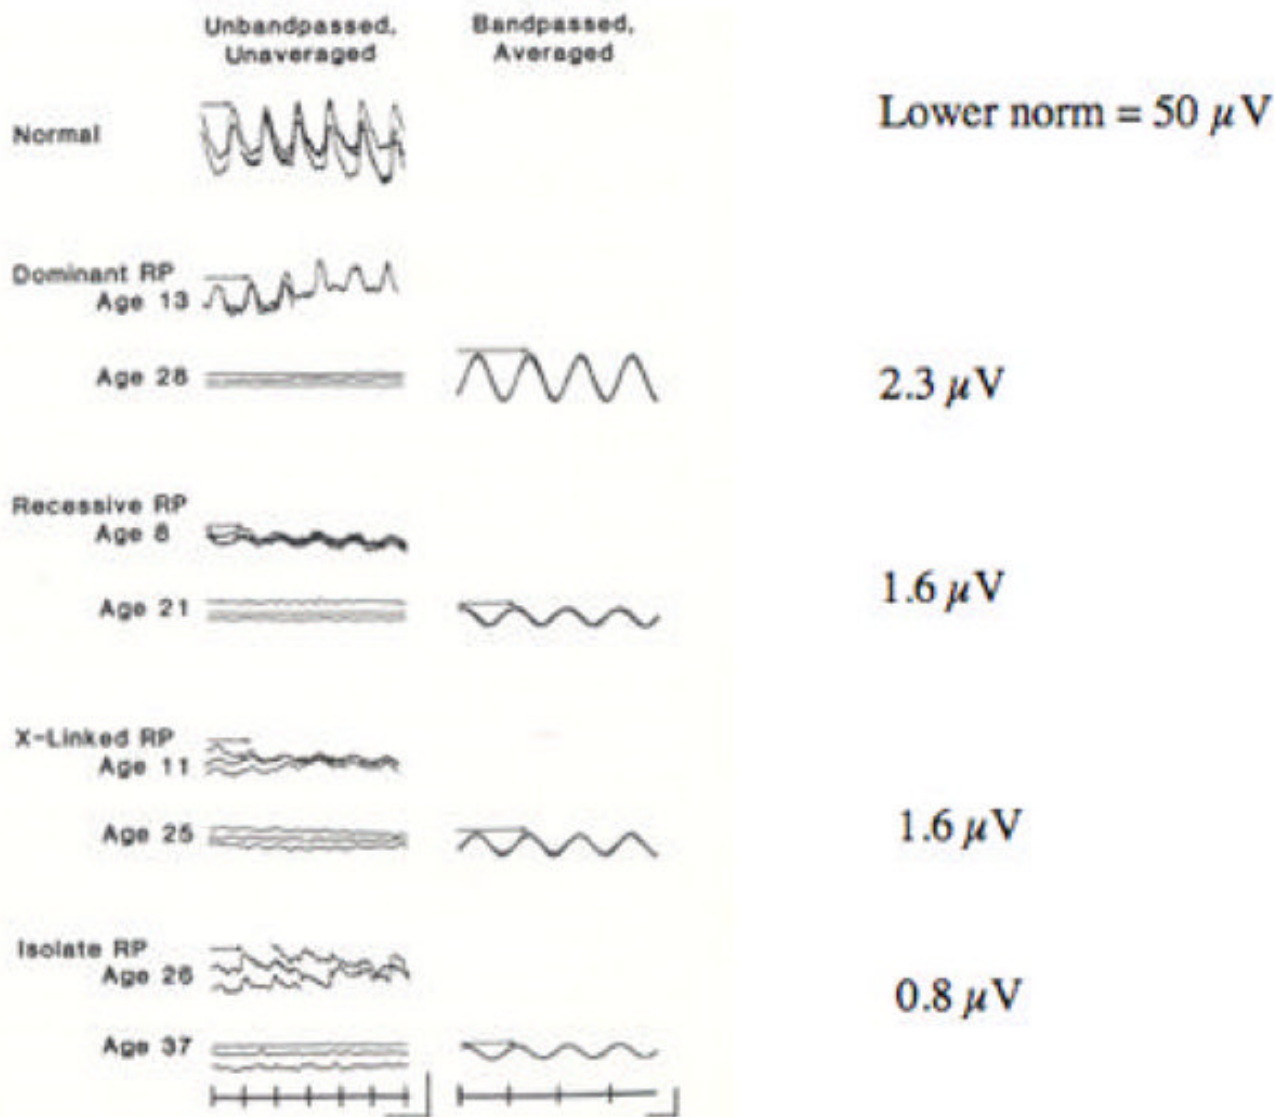 Unbandpassed,
Unaveraged
Bandpassed,
Averaged
Normal
Lower norm = 50 μV
Dominant RP
Age 13
Age 28
2.3 μV
Recessive RP
Age 8
Age 21
1.6 μV
X-Linked RP
Age 11
Age 25
1.6 μV
Isolate RP
Age 26
0.8 μV
Age 37